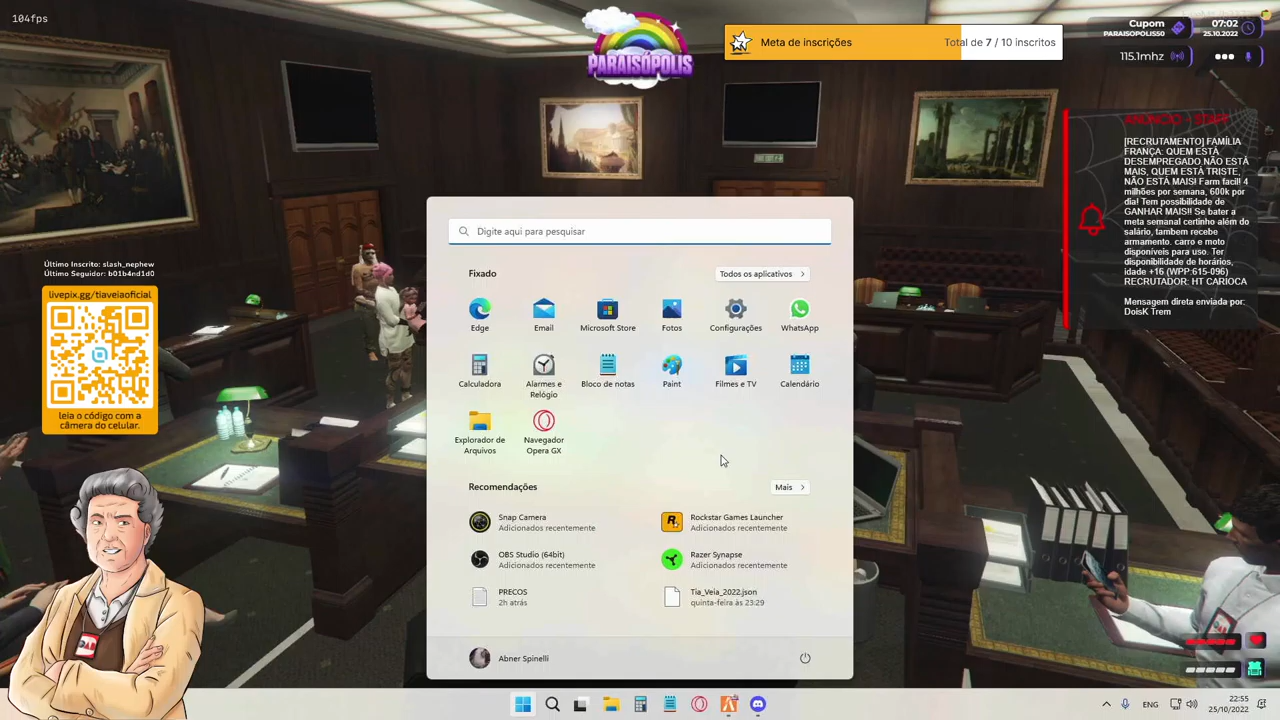 104fps
PARAISÓPOLIS
Meta de inscrições
Total de 7 / 10 inscritos
Cupom
PARAISOPOLIS50
07:02
25.10.2022
115.1mhz
ANÚNCIO - STAFF
[RECRUTAMENTO] FAMÍLIA
FRANÇA: QUEM ESTÁ
DESEMPREGADO,NÃO ESTÁ
MAIS, QUEM ESTÁ TRISTE,
NÃO ESTÁ MAIS! Farm facil! 4
milhões por semana, 600k por
dia! Tem possibilidade de
GANHAR MAIS!! Se bater a
meta semanal certinho além do
salário, tambem recebe
armamento. carro e moto
disponíveis para uso. Ter
disponibilidade de horários,
idade +16 (WPP:615-096)
RECRUTADOR: HT CARIOCA
Mensagem direta enviada por:
DoisK Trem
Último Inscrito: slash_nephew
Último Seguidor: b01b4nd1d0
livepix.gg/tiaveiaoficial
leia o código com a
câmera do celular.
Digite aqui para pesquisar
Fixado
Todos os aplicativos
Edge
Email
Microsoft Store
Fotos
Configurações
WhatsApp
Calculadora
Alarmes e
Relógio
Bloco de notas
Paint
Filmes e TV
Calendário
Explorador de
Arquivos
Navegador
Opera GX
Recomendações
Mais
Snap Camera
Adicionados recentemente
Rockstar Games Launcher
Adicionados recentemente
OBS Studio (64bit)
Adicionados recentemente
Razer Synapse
Adicionados recentemente
PRECOS
2h atrás
Tia_Veia_2022.json
quinta-feira às 23:29
Abner Spinelli
ENG
22:55
25/10/2022